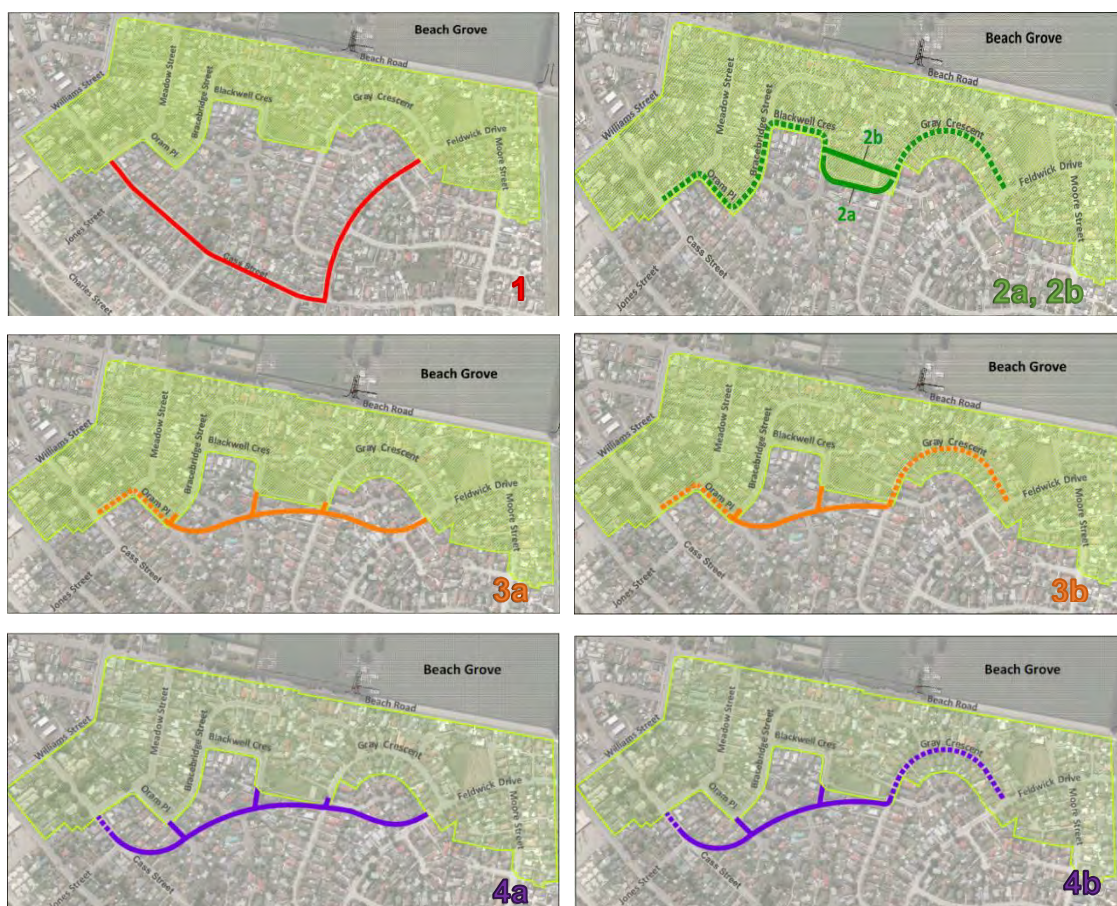 Beach Grove
Beach Road
Williams Street
Meadow Street
Bracebridge Street
Blackwell Cres
Gray Crescent
Feldwick Drive
Moore Street
Oram Pl
Jones Street
Cass Street
Charles Street
1
Beach Grove
Beach Road
Williams Street
Meadow Street
Bracebridge Street
Blackwell Cres
Gray Crescent
2b
Feldwick Drive
Moore Street
Oram Pl
2a
Cass Street
Jones Street
2a, 2b
Beach Grove
Beach Road
Williams Street
Meadow Street
Bracebridge Street
Blackwell Cres
Gray Crescent
Feldwick Drive
Moore Street
Oram Pl
Cass Street
Jones Street
3a
Beach Grove
Beach Road
Williams Street
Meadow Street
Bracebridge Street
Blackwell Cres
Gray Crescent
Feldwick Drive
Moore Street
Oram Pl
Cass Street
Jones Street
3b
Beach Grove
Beach Road
Williams Street
Meadow Street
Bracebridge Street
Blackwell Cres
Gray Crescent
Feldwick Drive
Moore Street
Oram Pl
Cass Street
Jones Street
4a
Beach Grove
Beach Road
Williams Street
Meadow Street
Bracebridge Street
Blackwell Cres
Gray Crescent
Feldwick Drive
Moore Street
Oram Pl
Cass Street
Jones Street
4b